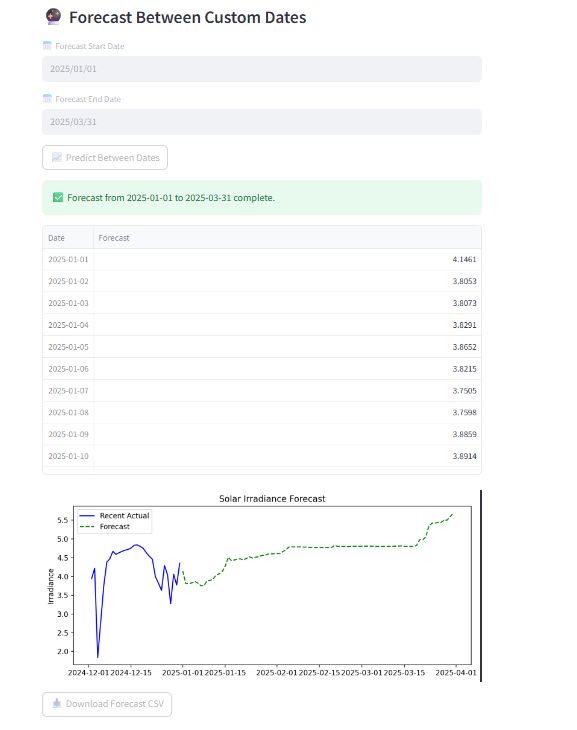 Forecast Between Custom Dates
Forecast Start Date
2025/01/01
Forecast End Date
2025/03/31
Predict Between Dates
Forecast from 2025-01-01 to 2025-03-31 complete.
Date Forecast
2025-01-01 4.1461
2025-01-02 3.8053
2025-01-03 3.8073
2025-01-04 3.8291
2025-01-05 3.8652
2025-01-06 3.8215
2025-01-07 3.7505
2025-01-08 3.7598
2025-01-09 3.8859
2025-01-10 3.8914
Solar Irradiance Forecast
Recent Actual
Forecast
5.5
5.0
4.5
4.0
3.5
3.0
2.5
2.0
Irradiance
2024-12-01 2024-12-15 2025-01-01 2025-01-15 2025-02-01 2025-02-15 2025-03-01 2025-03-15 2025-04-01
Download Forecast CSV